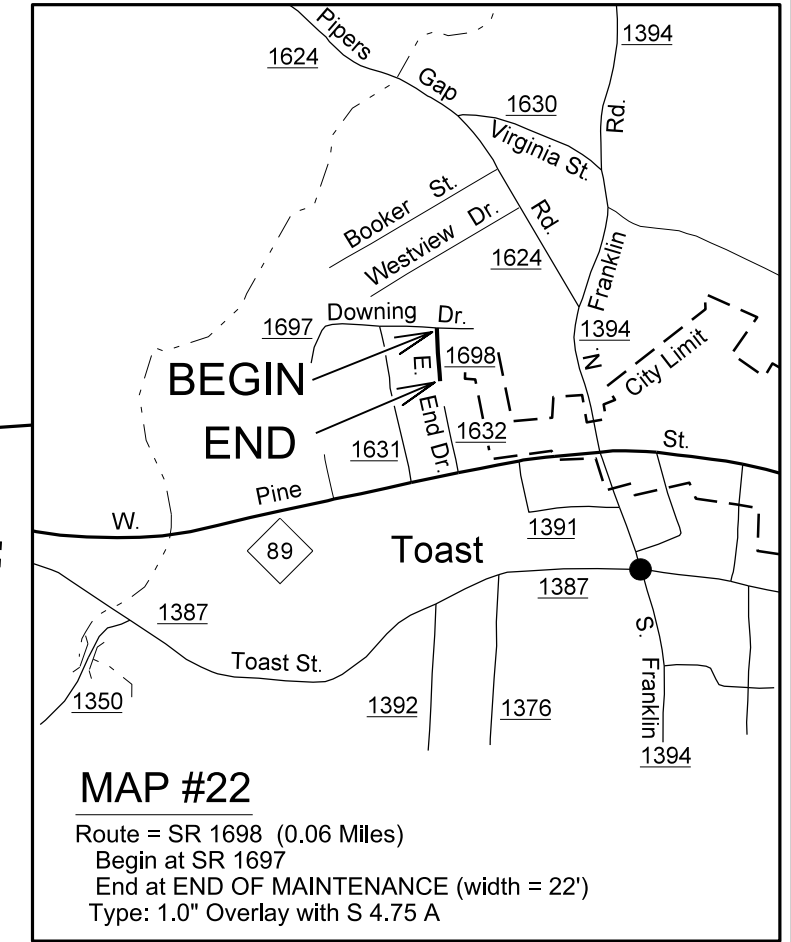 Pipers
1394
1624
Gap
1630
Rd.
Virginia St.
Booker St.
Westview Dr.
Rd.
1624
Franklin
Downing Dr.
1697
1394
N.
BEGIN
E.
1698
City Limit
END
End Dr.
1632
1631
St.
Pine
W.
1391
89
Toast
1387
1387
S.
Toast St.
1350
1392
1376
Franklin
1394
MAP #22
Route = SR 1698 (0.06 Miles)
Begin at SR 1697
End at END OF MAINTENANCE (width = 22')
Type: 1.0" Overlay with S 4.75 A